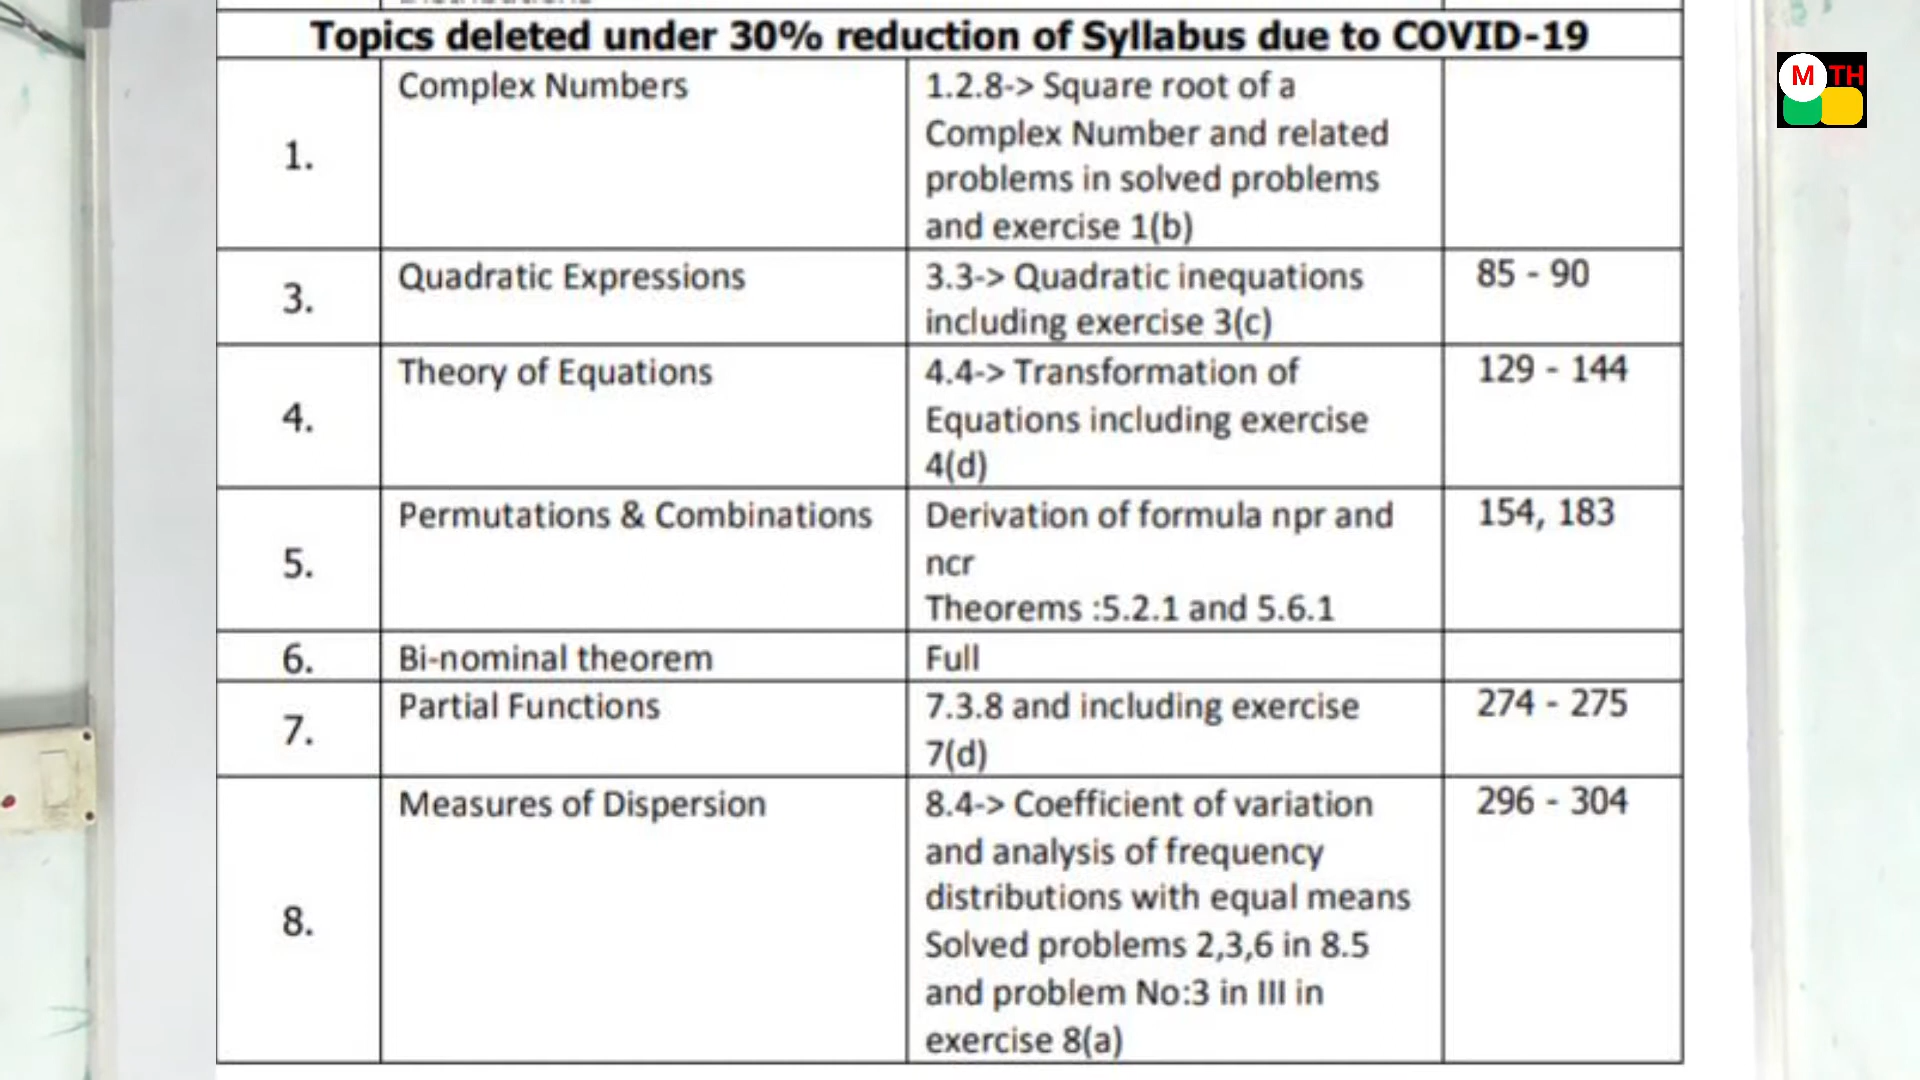 Topics deleted under 30% reduction of Syllabus due to COVID-19
M TH
1.
Complex Numbers
1.2.8-> Square root of a
Complex Number and related
problems in solved problems
and exercise 1(b)
3.
Quadratic Expressions
3.3-> Quadratic inequations
including exercise 3(c)
85 - 90
4.
Theory of Equations
4.4-> Transformation of
Equations including exercise
4(d)
129 - 144
5.
Permutations & Combinations
Derivation of formula npr and
ncr
Theorems :5.2.1 and 5.6.1
154, 183
6.
Bi-nominal theorem
Full
7.
Partial Functions
7.3.8 and including exercise
7(d)
274 - 275
8.
Measures of Dispersion
8.4-> Coefficient of variation
and analysis of frequency
distributions with equal means
Solved problems 2,3,6 in 8.5
and problem No:3 in III in
exercise 8(a)
296 - 304